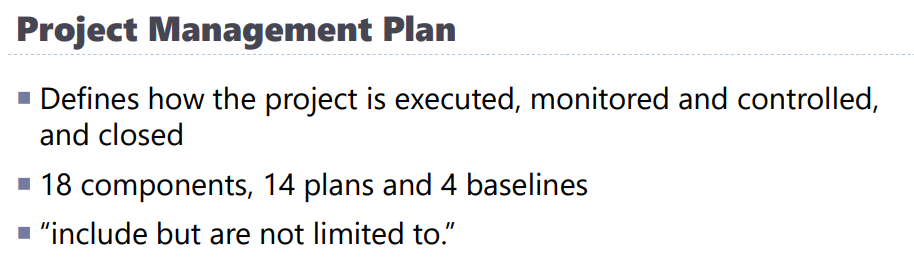 Project Management Plan
Defines how the project is executed, monitored and controlled,
and closed
18 components, 14 plans and 4 baselines
“include but are not limited to.”